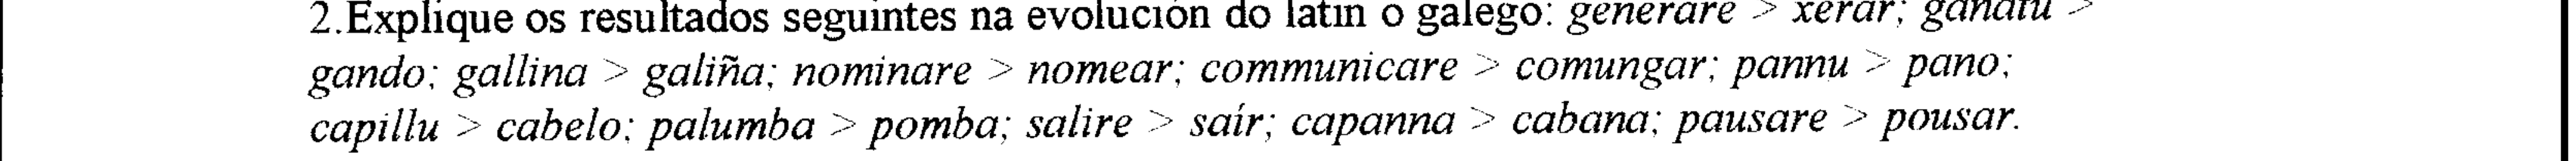 2.Explique os resultados seguintes na evolución do latín o galego: generare > xerar; ganatu >
gando; gallina > galiña; nominare > nomear; communicare > comungar; pannu > pano;
capillu > cabelo; palumba > pomba; salire > saír; capanna > cabana; pausare > pousar.